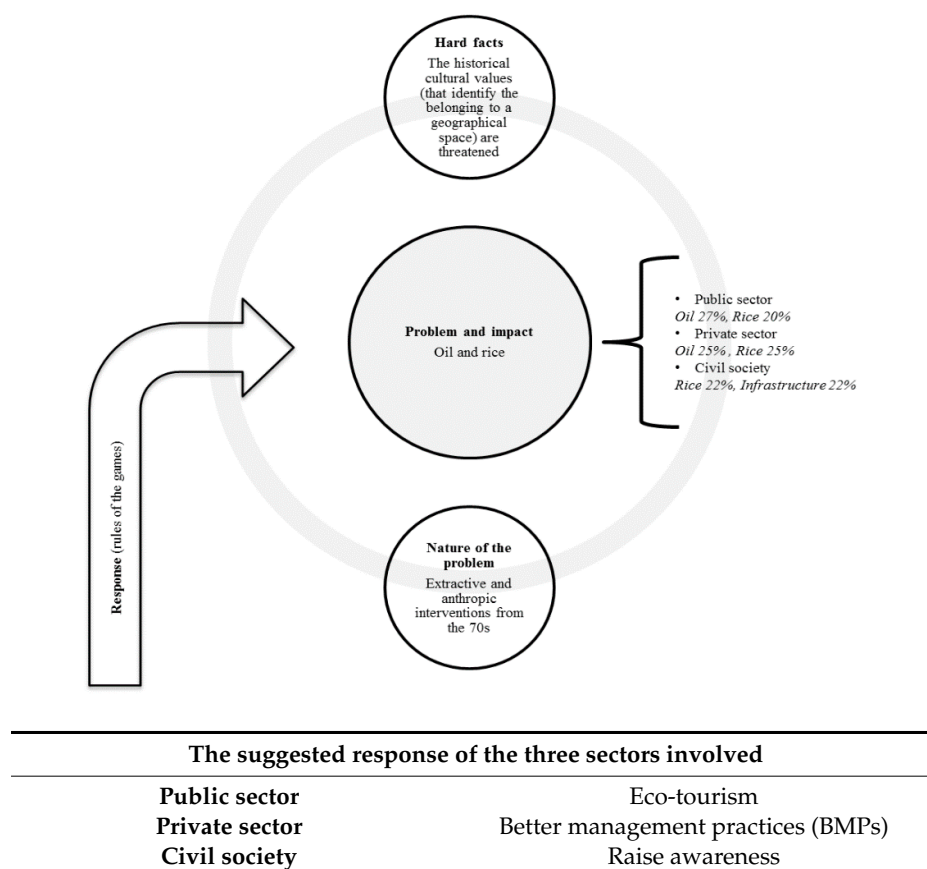 Hard facts
The historical
cultural values
(that identify the
belonging to a
geographical
space) are
threatened
Problem and impact
Oil and rice
• Public sector
Oil 27%, Rice 20%
• Private sector
Oil 25% , Rice 25%
• Civil society
Rice 22%, Infrastructure 22%
Response (rules of the games)
Nature of the
problem
Extractive and
anthropic
interventions from
the 70s
The suggested response of the three sectors involved
Public sector Eco-tourism
Private sector Better management practices (BMPs)
Civil society Raise awareness